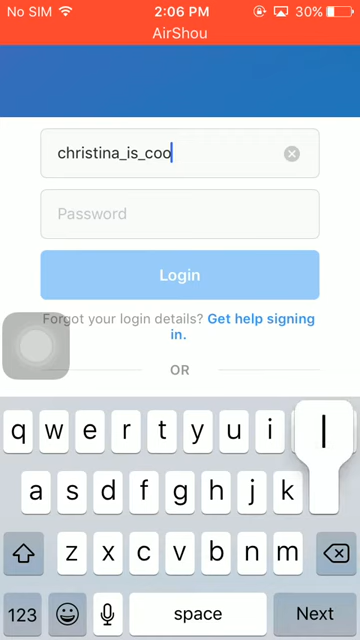 No SIM 2:06 PM 30%
AirShou
christina_is_coo
Password
Login
Forgot your login details? Get help signing
in.
OR
q w e r t y u i
l
a s d f g h j k
z x c v b n m
123 space Next